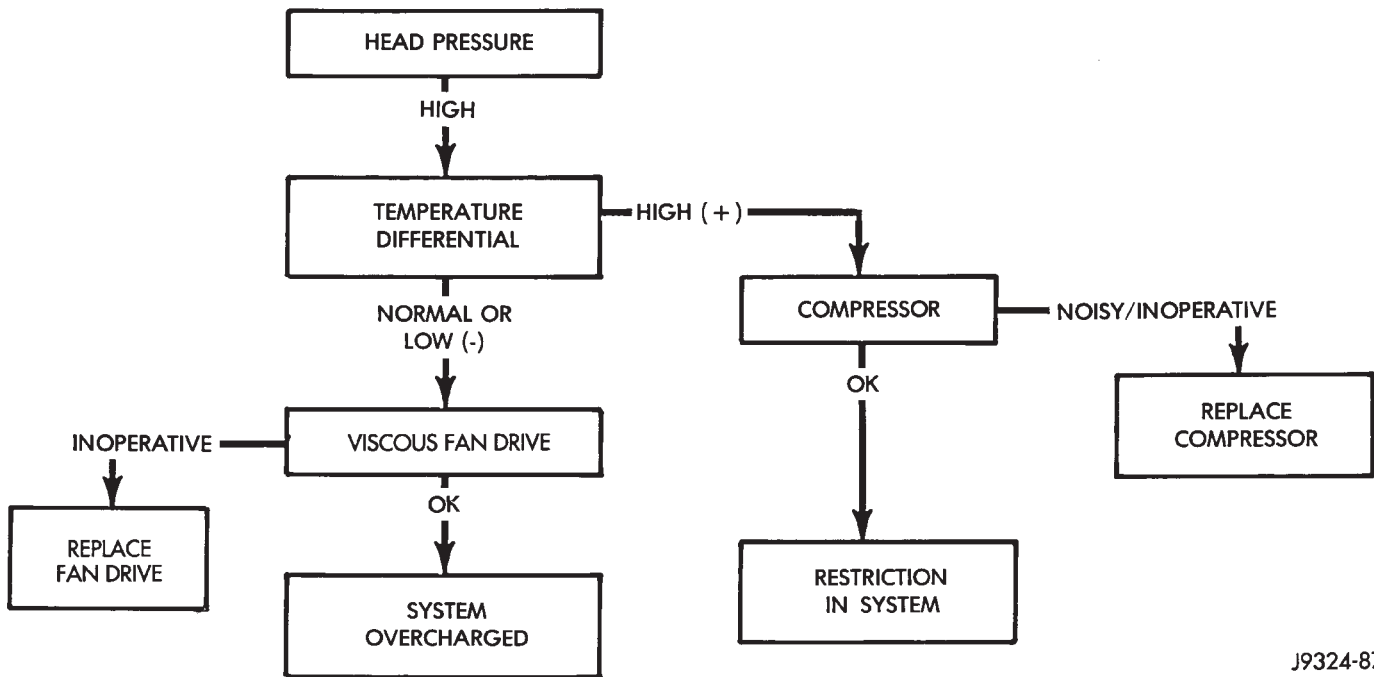 HEAD PRESSURE
HIGH
TEMPERATURE
DIFFERENTIAL
HIGH (+)
NORMAL OR
LOW (-)
COMPRESSOR
NOISY/INOPERATIVE
OK
REPLACE
COMPRESSOR
INOPERATIVE
VISCOUS FAN DRIVE
OK
REPLACE
FAN DRIVE
SYSTEM
OVERCHARGED
RESTRICTION
IN SYSTEM